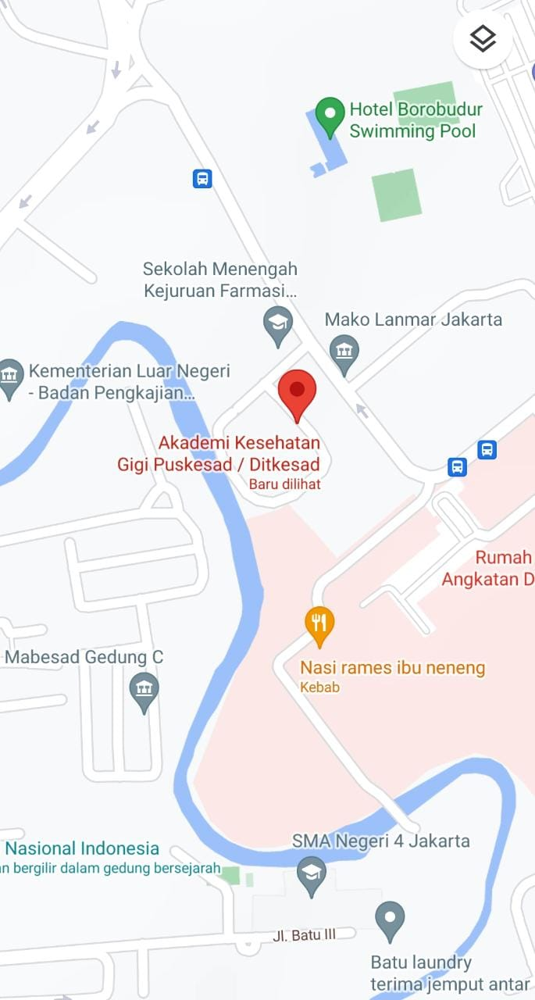 Hotel Borobudur
Swimming Pool
Sekolah Menengah
Kejuruan Farmasi...
Mako Lanmar Jakarta
Kementerian Luar Negeri
- Badan Pengkajian...
Akademi Kesehatan
Gigi Puskesad / Ditkesad
Baru dilihat
Rumah
Angkatan D
Mabesad Gedung C
Nasi rames ibu neneng
Kebab
Nasional Indonesia
an bergilir dalam gedung bersejarah
SMA Negeri 4 Jakarta
Jl. Batu III
Batu laundry
terima jemput antar